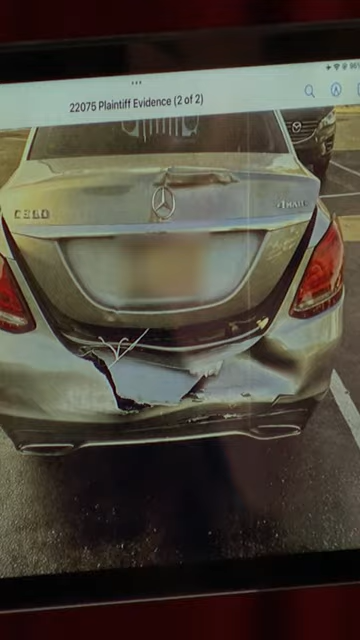 •••
22075 Plaintiff Evidence (2 of 2)
C300
4MATIC